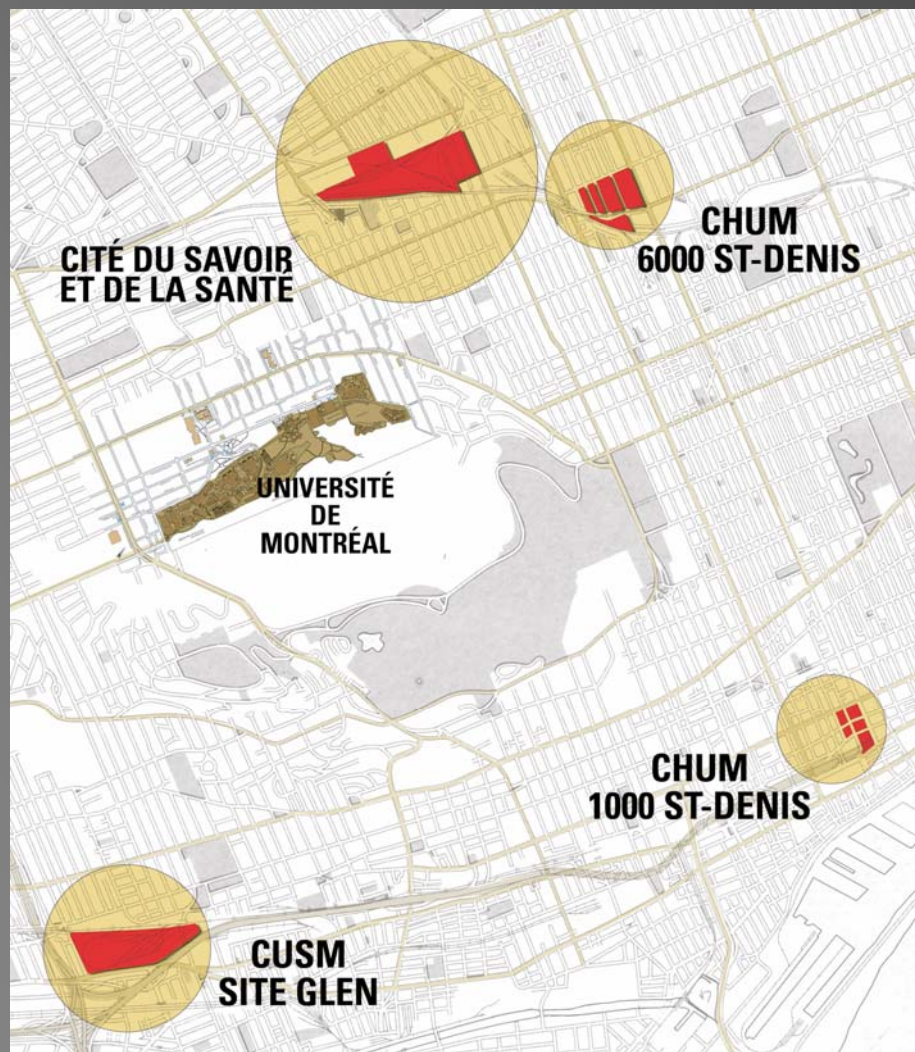 CITÉ DU SAVOIR
ET DE LA SANTÉ
CHUM
6000 ST-DENIS
UNIVERSITÉ
DE
MONTRÉAL
CHUM
1000 ST-DENIS
CUSM
SITE GLEN